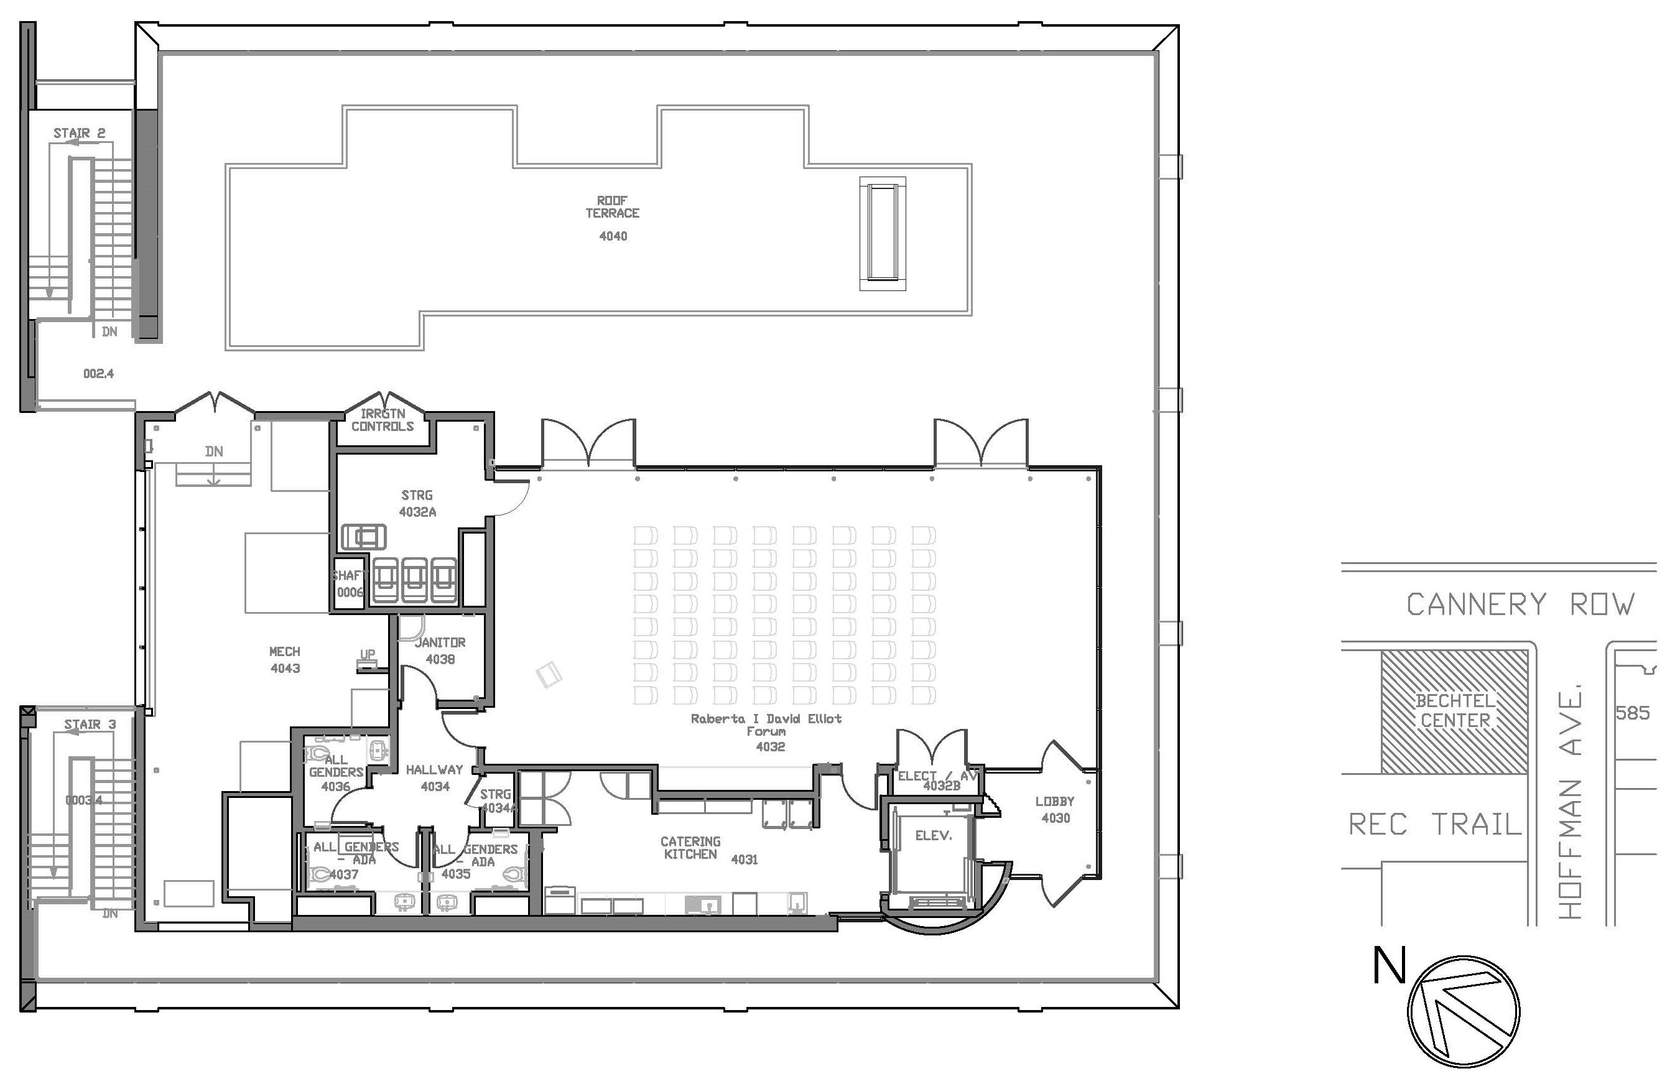 STAIR 2
DN
002.4
ROOF
TERRACE
4040
IRRGTN
CONTROLS
DN
STRG
4032A
SHAF
0006
MECH
4043
UP
JANITOR
4038
STAIR 3
0003.4
DN
ALL
GENDERS
4036
HALLWAY
4034
STRG
4034A
ALL GENDERS
- ADA
4037
ALL GENDERS
- ADA
4035
Raberta I David Elliot
Forum
4032
CATERING
KITCHEN
4031
ELECT / AV
4032B
ELEV.
LOBBY
4030
CANNERY ROW
BECHTEL
CENTER
585
HOFFMAN AVE.
REC TRAIL
N